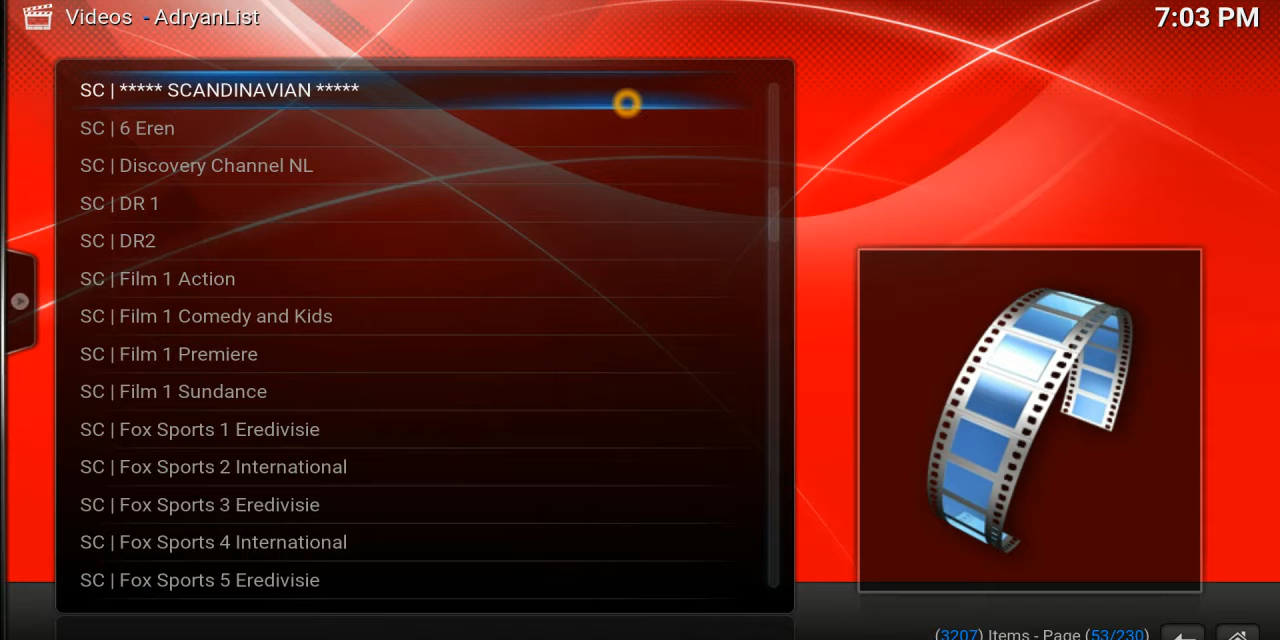 Videos - AdryanList
7:03 PM
SC | ***** SCANDINAVIAN *****
SC | 6 Eren
SC | Discovery Channel NL
SC | DR 1
SC | DR2
SC | Film 1 Action
SC | Film 1 Comedy and Kids
SC | Film 1 Premiere
SC | Film 1 Sundance
SC | Fox Sports 1 Eredivisie
SC | Fox Sports 2 International
SC | Fox Sports 3 Eredivisie
SC | Fox Sports 4 International
SC | Fox Sports 5 Eredivisie
(3207) Items - Page (53/230)